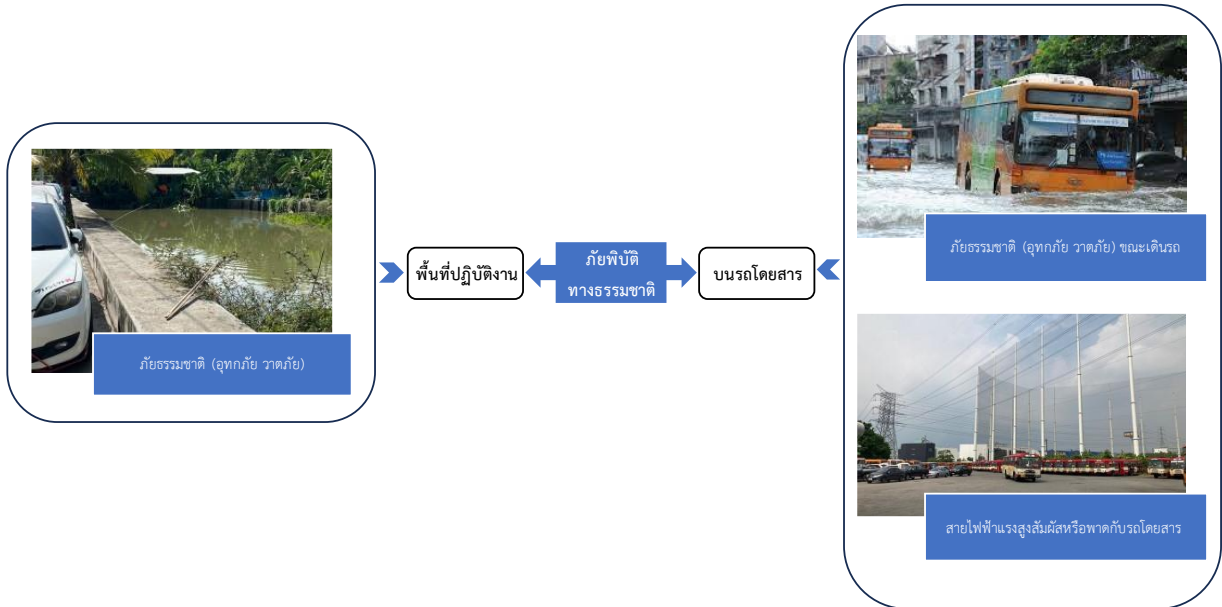 ภัยธรรมชาติ (อุทกภัย วาตภัย)
พื้นที่ปฏิบัติงาน
ภัยพิบัติ
ทางธรรมชาติ
บนรถโดยสาร
73
ภัยธรรมชาติ (อุทกภัย วาตภัย) ขณะเดินรถ
สายไฟฟ้าแรงสูงสัมผัสหรือพาดกับรถโดยสาร